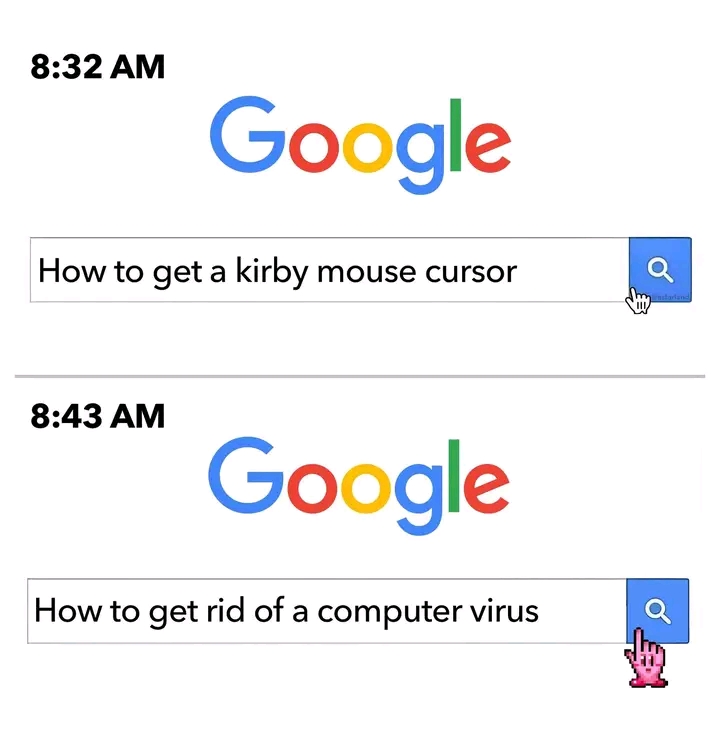 8:32 AM
Google
How to get a kirby mouse cursor
8:43 AM
Google
How to get rid of a computer virus